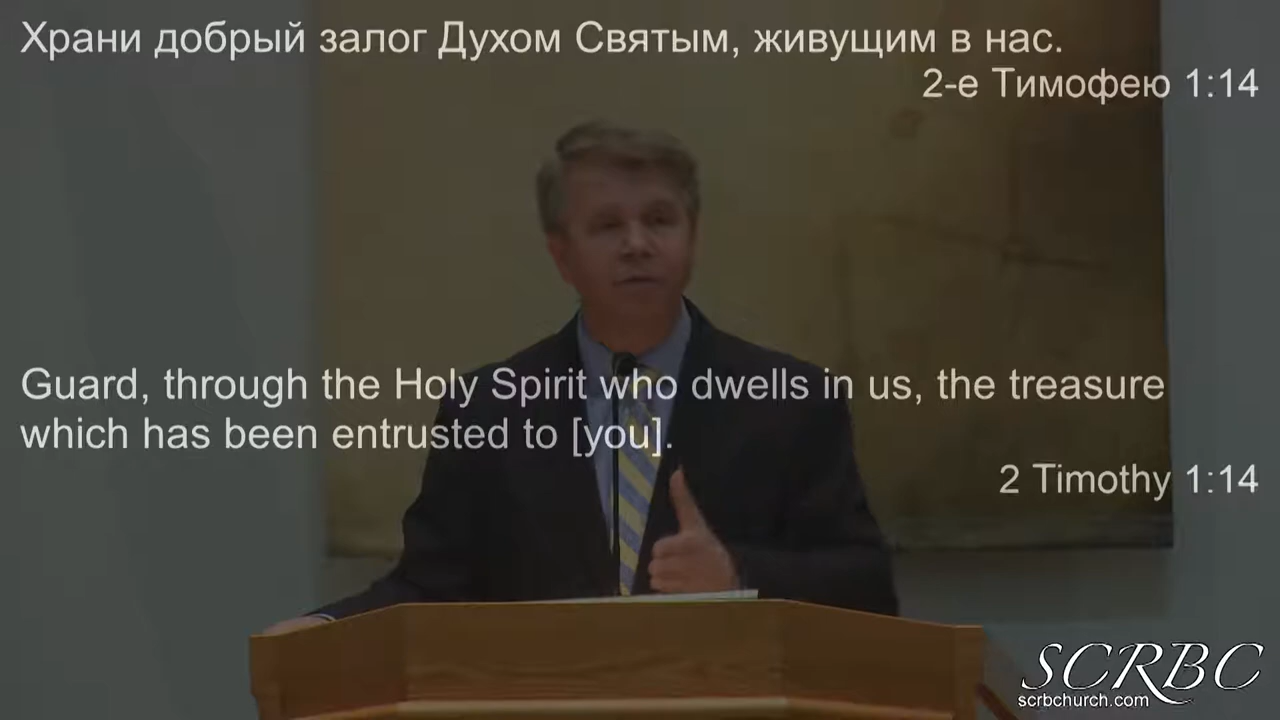 Храни добрый залог Духом Святым, живущим в нас.
2-е Тимофею 1:14
Guard, through the Holy Spirit who dwells in us, the treasure
which has been entrusted to [you].
2 Timothy 1:14
SCRBC
scrbchurch.com